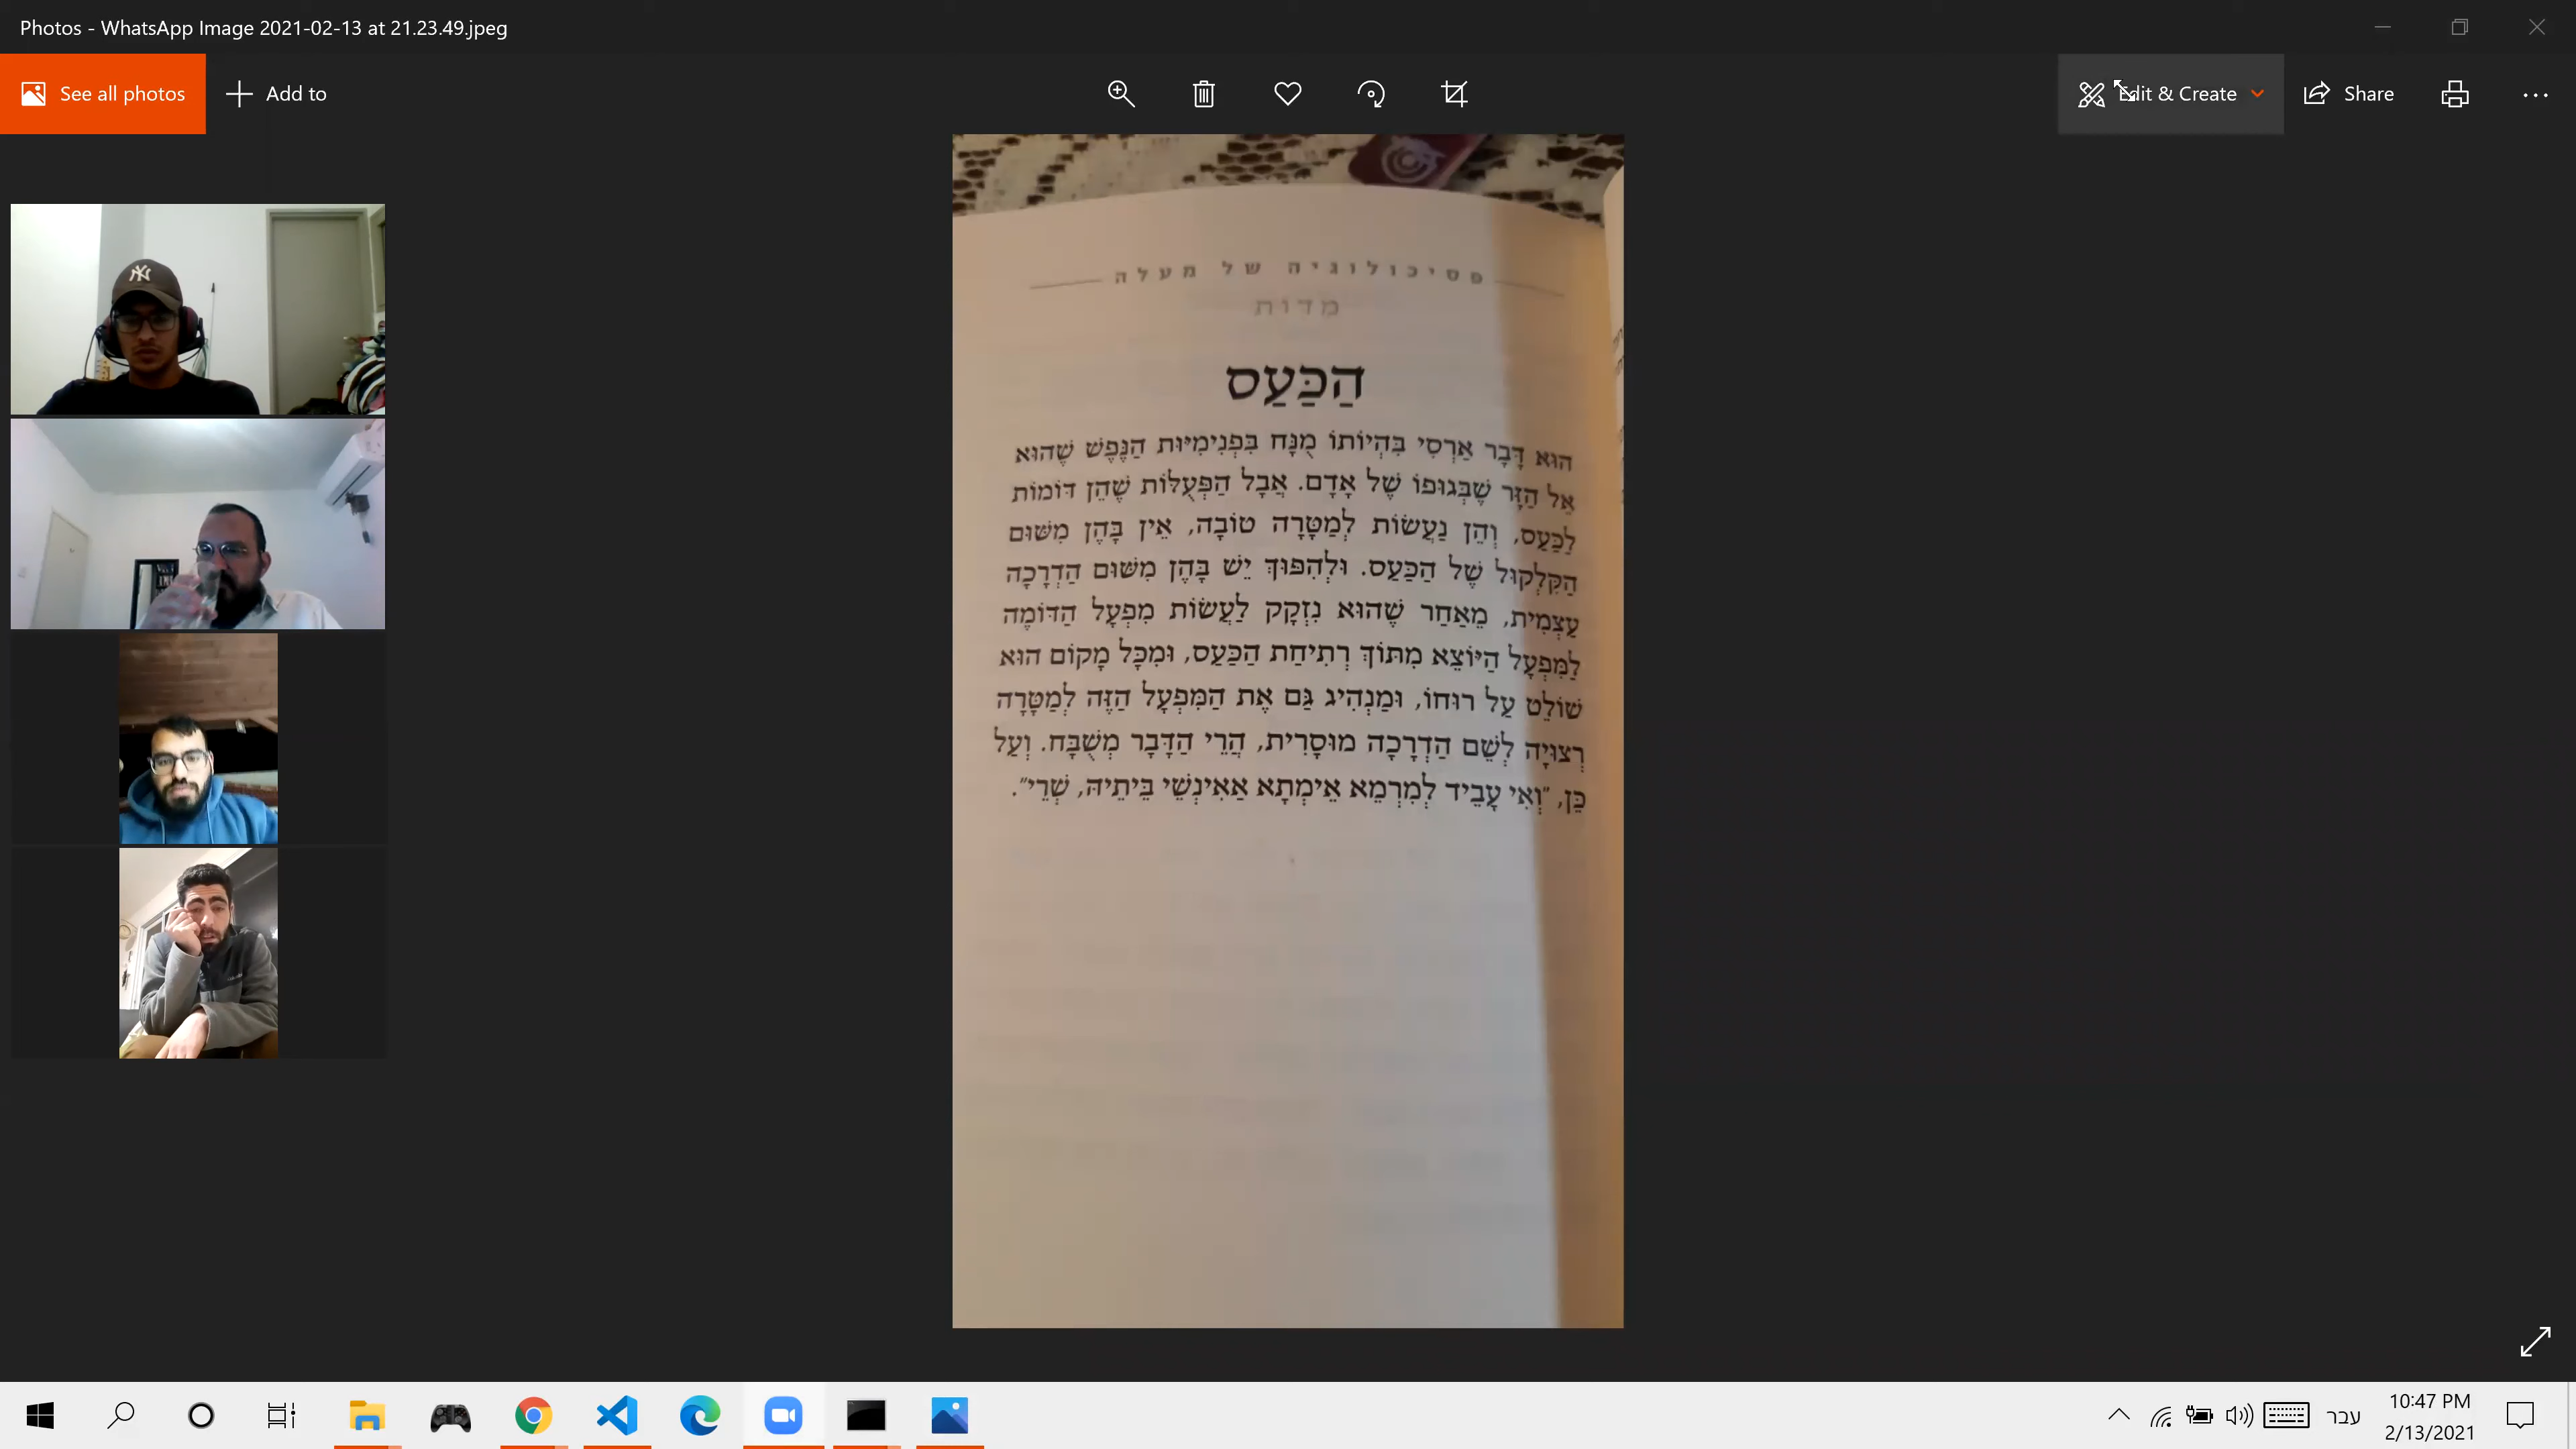 Photos - WhatsApp Image 2021-02-13 at 21.23.49.jpeg
See all photos
Add to
Edit & Create
Share
NY
פסיכולוגיה של מעלה
מדות
הַכַּעַס
הוּא דָּבָר אַרְסִי בִּהְיוֹתוֹ מֻנָּח בִּפְנִימִיּוּת הַנֶּפֶשׁ שֶׁהוּא
אֵל הַזָּר שֶׁבְּגוּפוֹ שֶׁל אָדָם. אֲבָל הַפְּעֻלּוֹת שֶׁהֵן דּוֹמוֹת
לַכַּעַס, וְהֵן נַעֲשׂוֹת לְמַטָּרָה טוֹבָה, אֵין בָּהֶן מִשּׁוּם
הַקִּלְקוּל שֶׁל הַכַּעַס. וּלְהִפּוּךְ יֵשׁ בָּהֶן מִשּׁוּם הַדְרָכָה
עַצְמִית, מֵאַחַר שֶׁהוּא נִזְקָק לַעֲשׂוֹת מִפְעָל הַדּוֹמֶה
לַמִּפְעָל הַיּוֹצֵא מִתּוֹךְ רְתִיחַת הַכַּעַס, וּמִכָּל מָקוֹם הוּא
שׁוֹלֵט עַל רוּחוֹ, וּמַנְהִיג גַּם אֶת הַמִּפְעָל הַזֶּה לְמַטָּרָה
רְצוּיָה לְשֵׁם הַדְרָכָה מוּסָרִית, הֲרֵי הַדָּבָר מְשֻׁבָּח. וְעַל
כֵּן, "וְאִי עָבֵיד לְמִרְמֵא אֵימְתָא אַאִינְשֵׁי בֵּיתֵיהּ, שְׁרֵי".
עבר
10:47 PM
2/13/2021